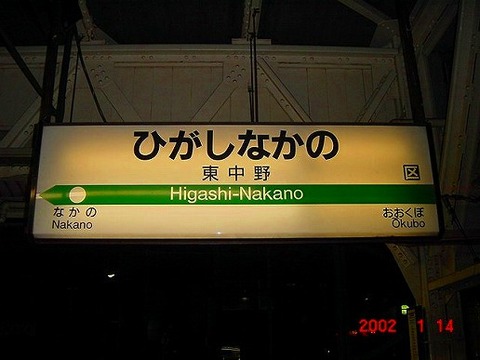 ひがしなかの
東中野
区
Higashi-Nakano
なかの
Nakano
おおくぼ
Okubo
2002 1 14